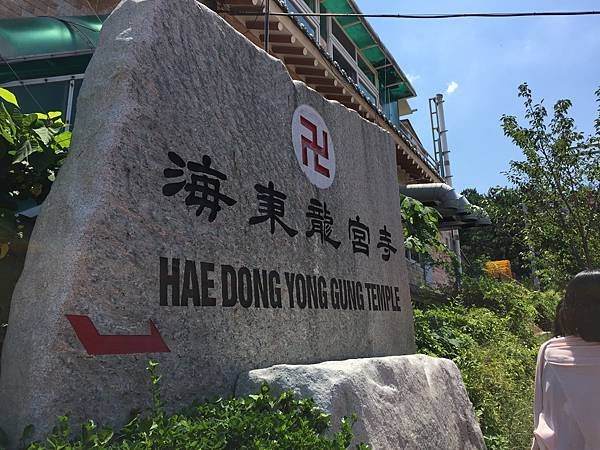 海東龍宮寺
HAE DONG YONG GUNG TEMPLE